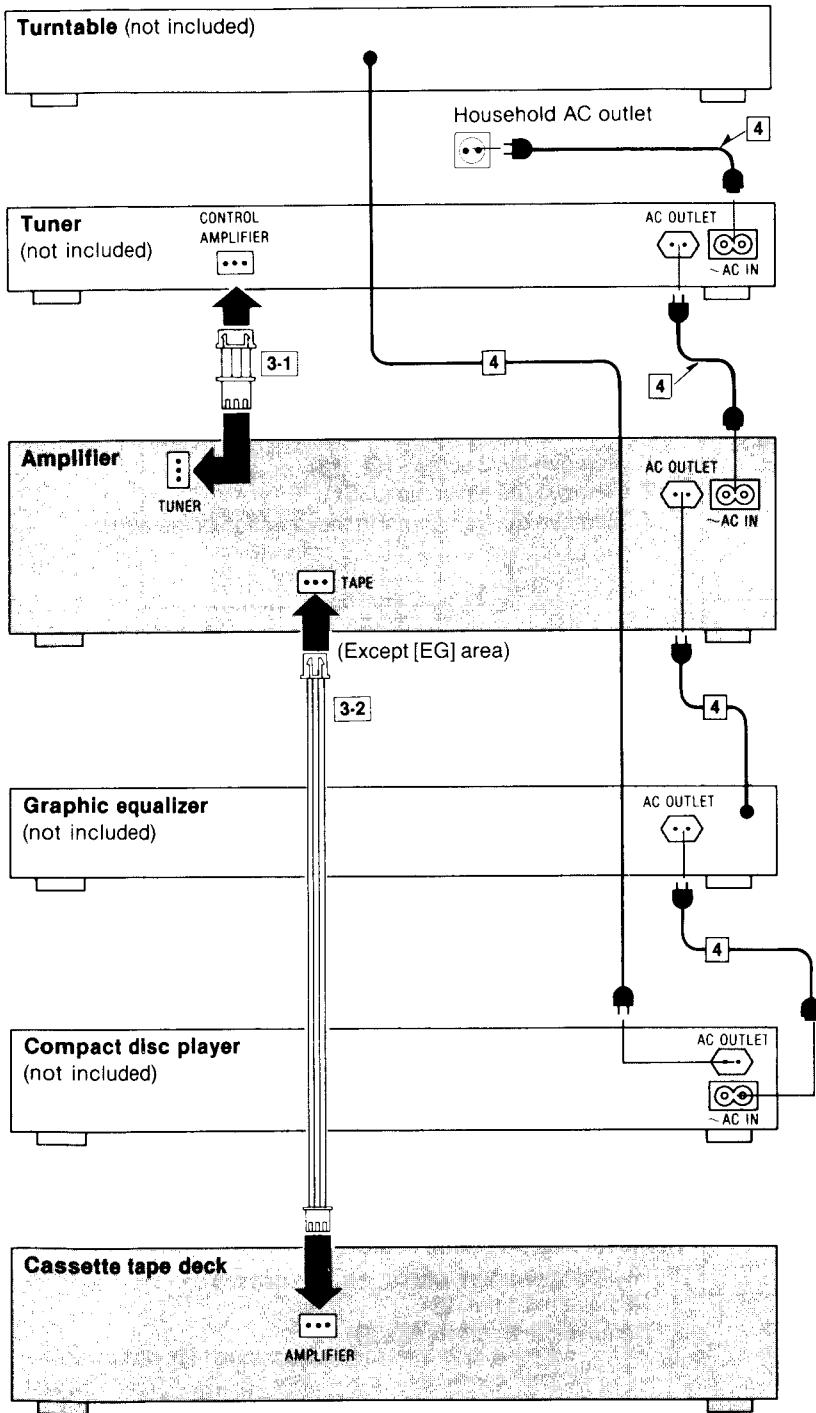 Turntable (not included)
Household AC outlet
4
Tuner
(not included)
CONTROL
AMPLIFIER
AC OUTLET
~AC IN
3-1
4
4
Amplifier
TUNER
AC OUTLET
~AC IN
TAPE
(Except [EG] area)
3-2
4
Graphic equalizer
(not included)
AC OUTLET
4
Compact disc player
(not included)
AC OUTLET
~AC IN
Cassette tape deck
AMPLIFIER